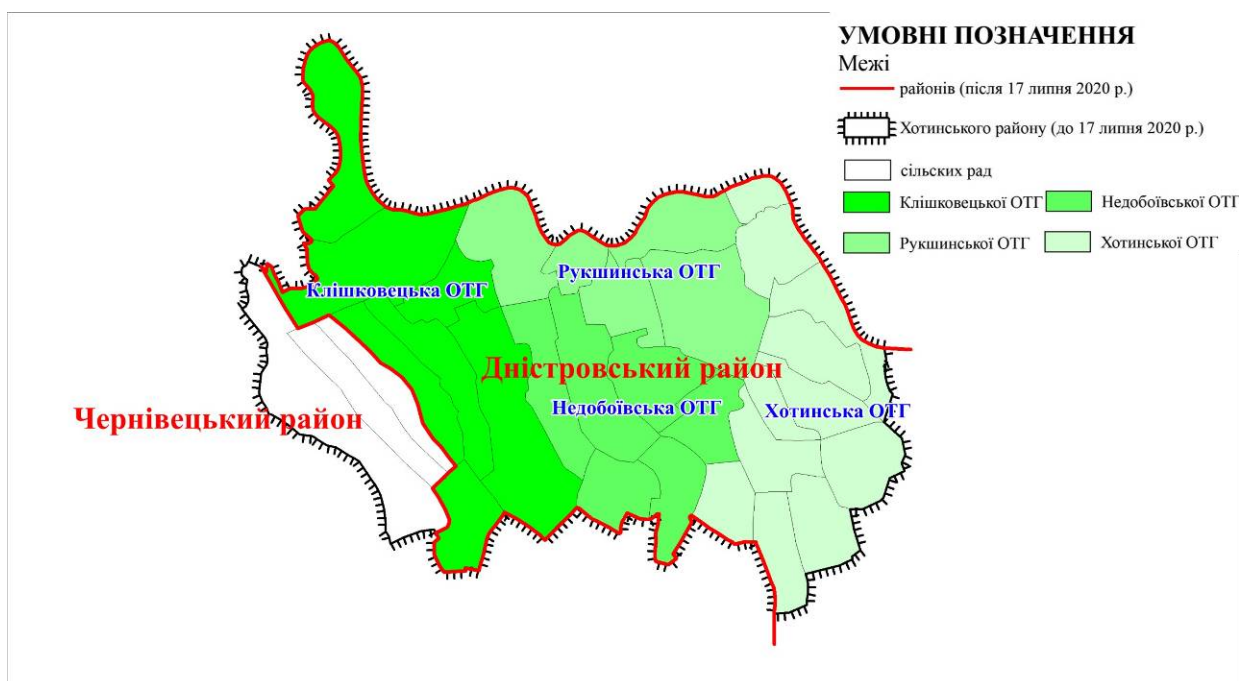 УМОВНІ ПОЗНАЧЕННЯ
Межі
районів (після 17 липня 2020 р.)
Хотинського району (до 17 липня 2020 р.)
сільских рад
Клішковецької ОТГ
Недобоївської ОТГ
Рукшинської ОТГ
Хотинської ОТГ
Рукшинська ОТГ
Клішковецька ОТГ
Дністровський район
Недобоївська ОТГ
Хотинська ОТГ
Чернівецький район